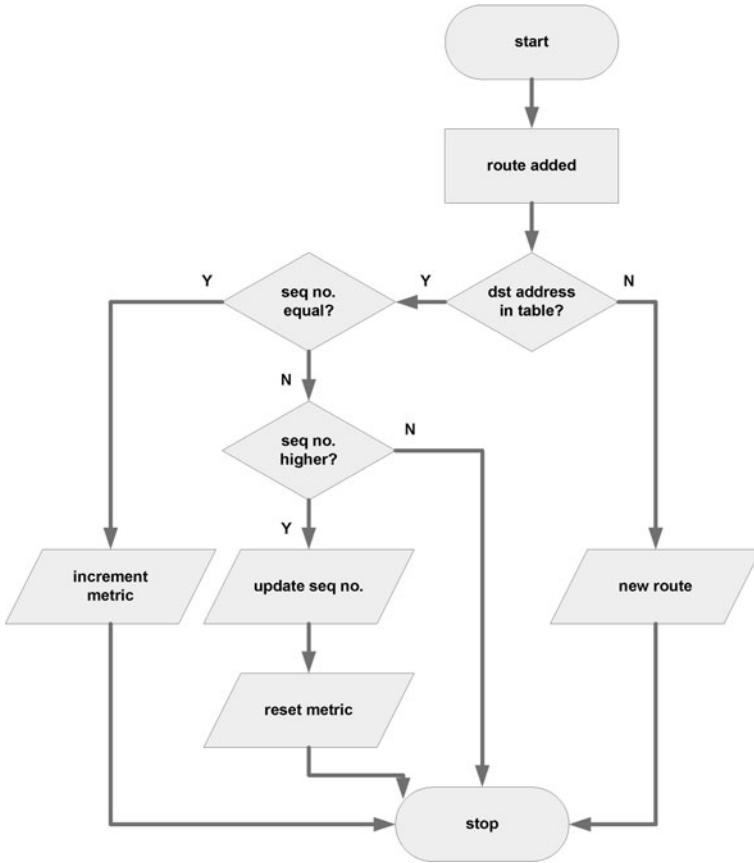 start
route added
Y
seq no.
equal?
Y
dst address
in table?
N
N
seq no.
higher?
N
Y
increment
metric
update seq no.
new route
reset metric
stop